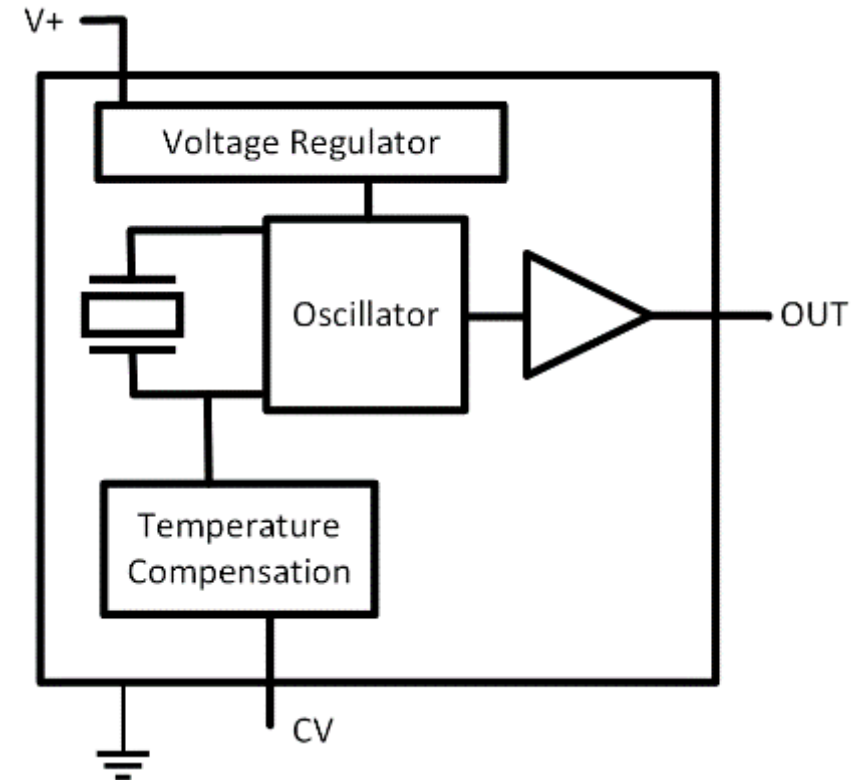 V+
Voltage Regulator
Oscillator
OUT
Temperature
Compensation
CV